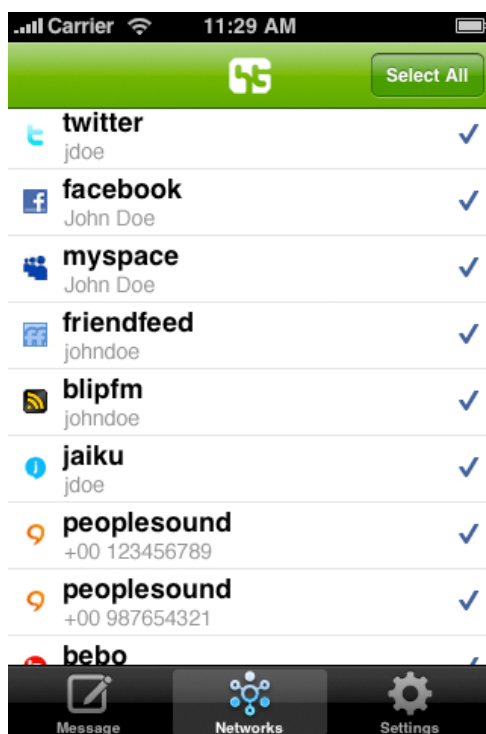 Carrier 11:29 AM
Select All
twitter
jdoe
facebook
John Doe
myspace
John Doe
friendfeed
johndoe
blipfm
johndoe
jaiku
jdoe
peoplesound
+00 123456789
peoplesound
+00 987654321
bebo
Message Networks Settings